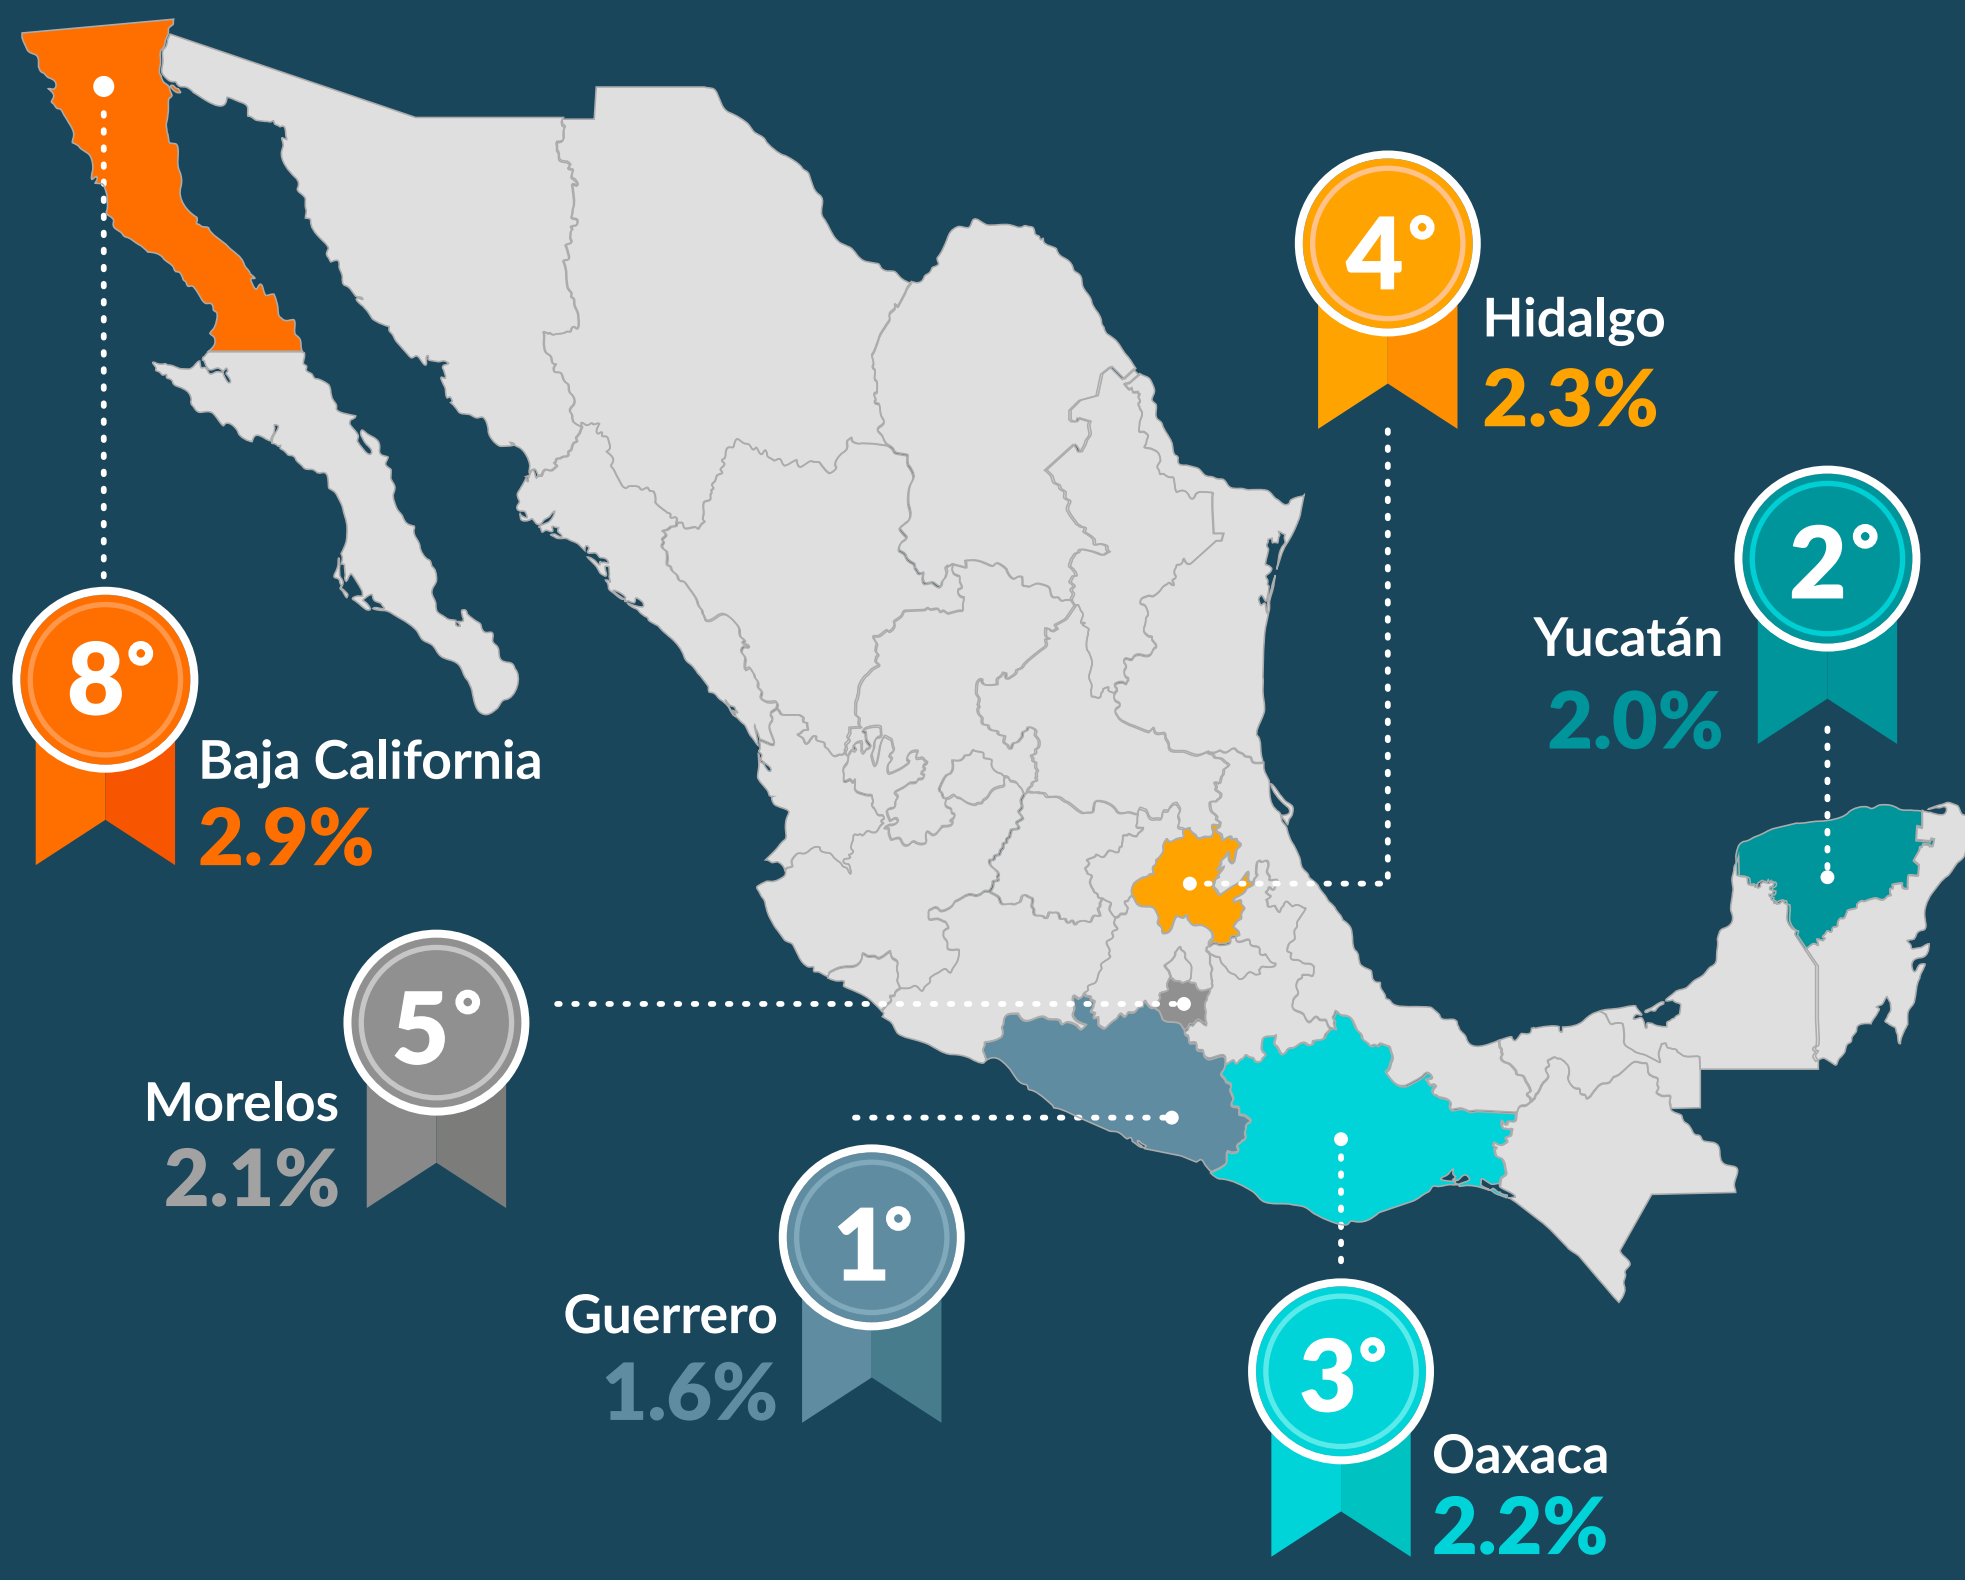 4°
Hidalgo
2.3%
2°
Yucatán
2.0%
8°
Baja California
2.9%
5°
Morelos
2.1%
1°
Guerrero
1.6%
3°
Oaxaca
2.2%